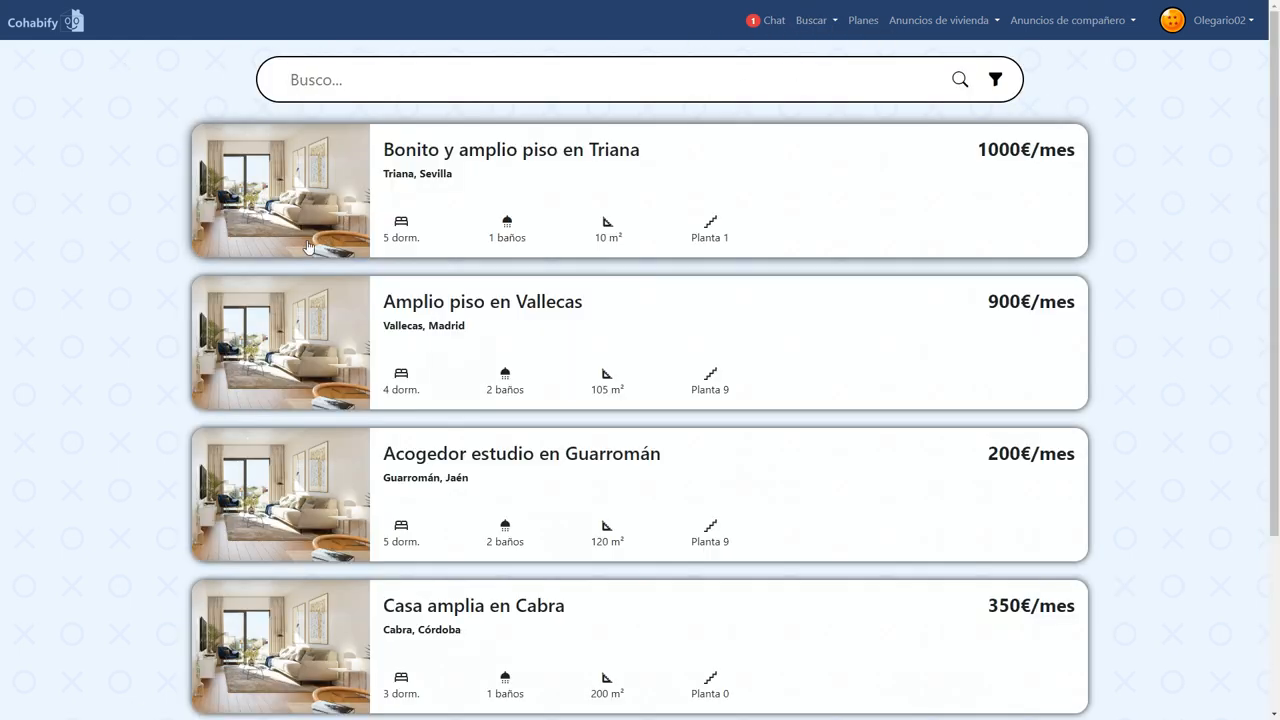 Cohabify
1 Chat Buscar Planes Anuncios de vivienda Anuncios de compañero Olegario02
Busco...
Bonito y amplio piso en Triana 1000€/mes
Triana, Sevilla
5 dorm. 1 baños 10 m² Planta 1
Amplio piso en Vallecas 900€/mes
Vallecas, Madrid
4 dorm. 2 baños 105 m² Planta 9
Acogedor estudio en Guarromán 200€/mes
Guarromán, Jaén
5 dorm. 2 baños 120 m² Planta 9
Casa amplia en Cabra 350€/mes
Cabra, Córdoba
3 dorm. 1 baños 200 m² Planta 0